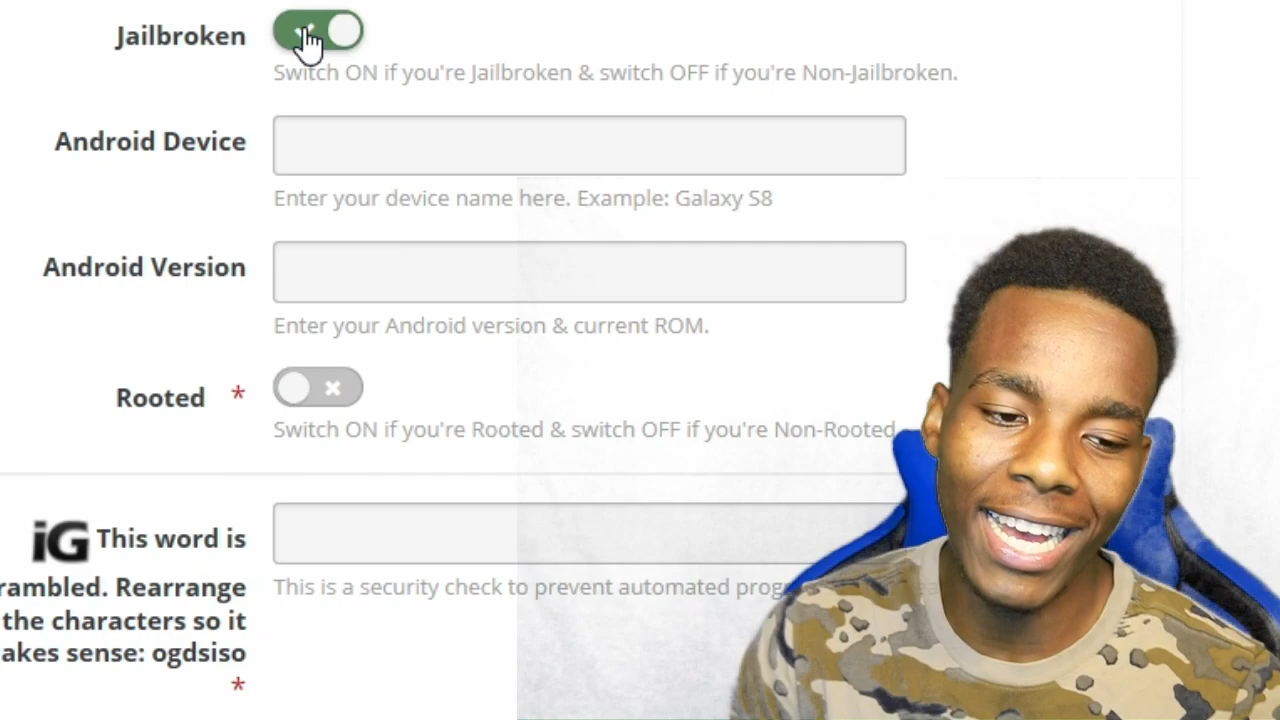 Jailbroken
Switch ON if you're Jailbroken & switch OFF if you're Non-Jailbroken.
Android Device
Enter your device name here. Example: Galaxy S8
Android Version
Enter your Android version & current ROM.
Rooted *
Switch ON if you're Rooted & switch OFF if you're Non-Rooted
iG This word is
rambled. Rearrange
the characters so it
akes sense: ogdsiso
*
This is a security check to prevent automated